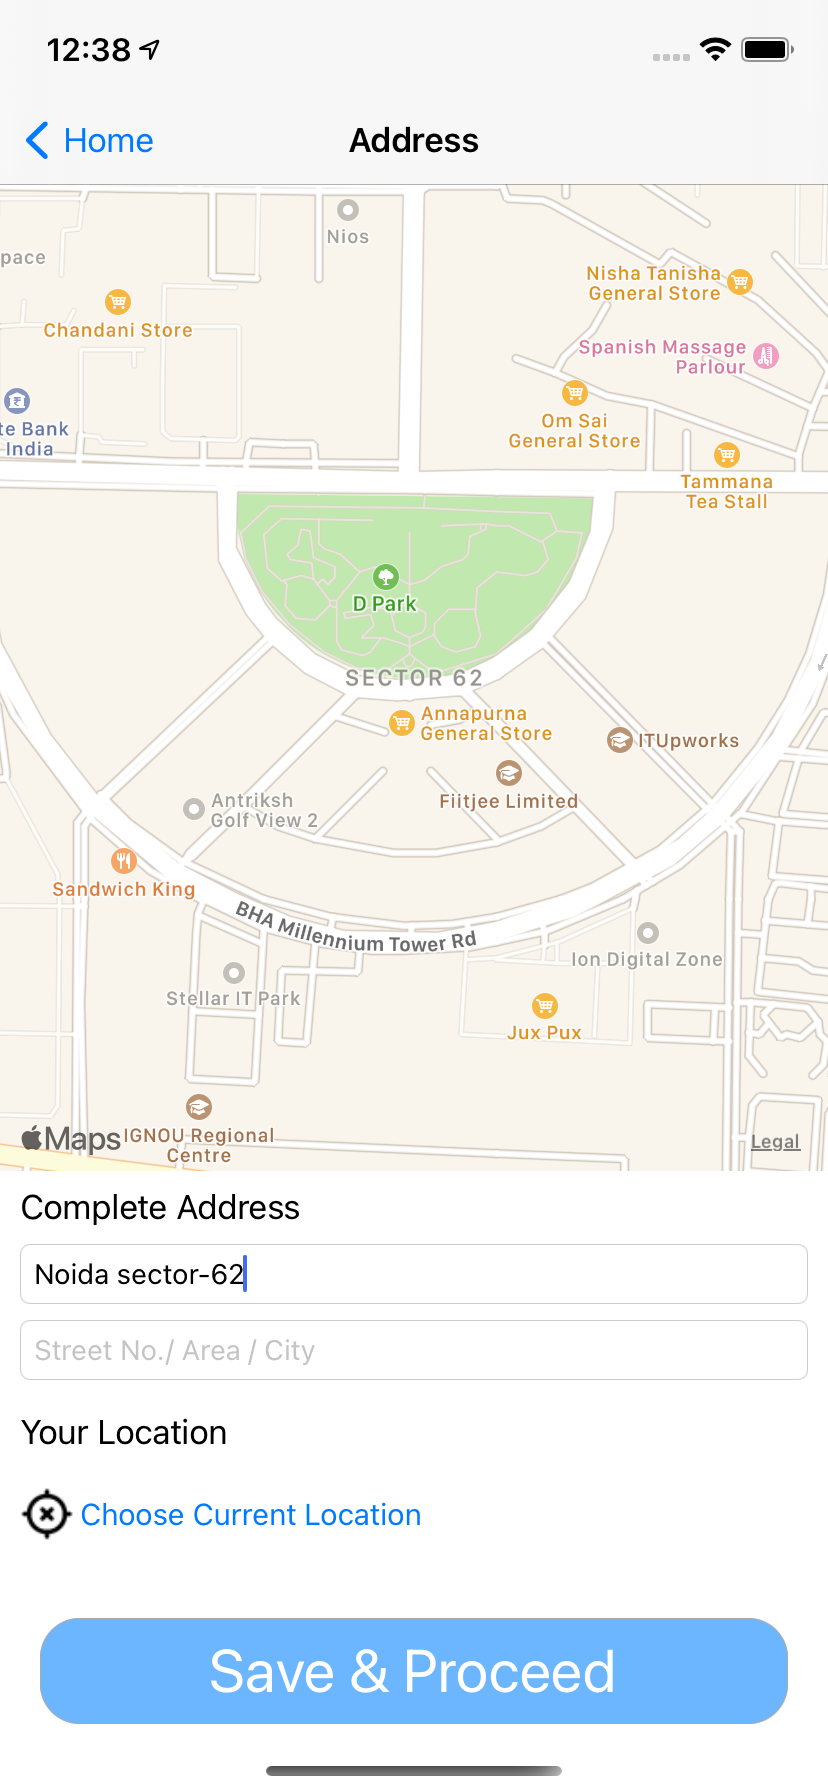 12:38
Home
Address
Nios
pace
Nisha Tanisha
General Store
Chandani Store
Spanish Massage
Parlour
te Bank
India
Om Sai
General Store
Tammana
Tea Stall
D Park
SECTOR 62
Annapurna
General Store
ITUpworks
Fiitjee Limited
Antriksh
Golf View 2
Sandwich King
BHA Millennium Tower Rd
Ion Digital Zone
Stellar IT Park
Jux Pux
IGNOU Regional
Centre
Maps
Legal
Complete Address
Noida sector-62
Street No./ Area / City
Your Location
Choose Current Location
Save & Proceed